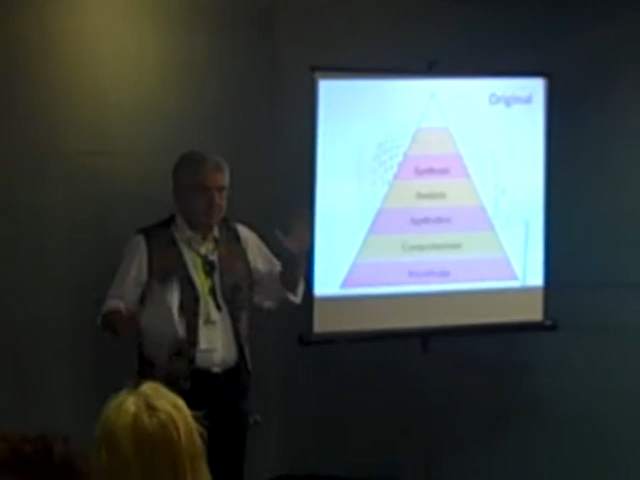 Original
Synthesis
Analysis
Application
Comprehension
Knowledge